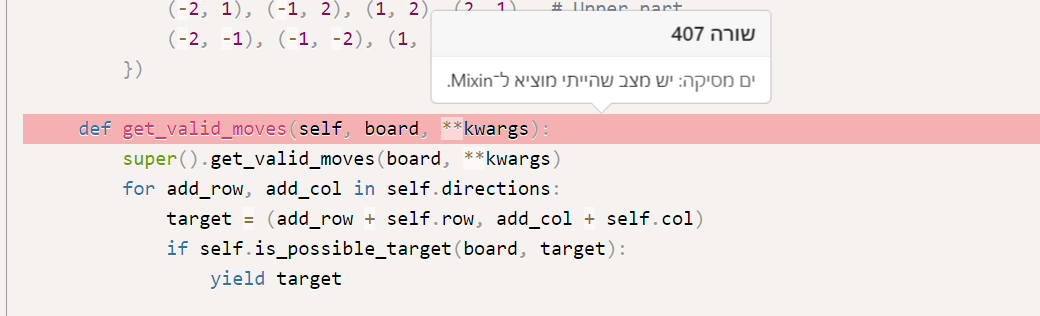 (-2, 1), (-1, 2), (1, 2), (2, 1), # Upper part
(-2, -1), (-1, -2), (1,
})
שורה 407
ים מסיקה: יש מצב שהייתי מוציא ל־Mixin.
def get_valid_moves(self, board, **kwargs):
super().get_valid_moves(board, **kwargs)
for add_row, add_col in self.directions:
target = (add_row + self.row, add_col + self.col)
if self.is_possible_target(board, target):
yield target